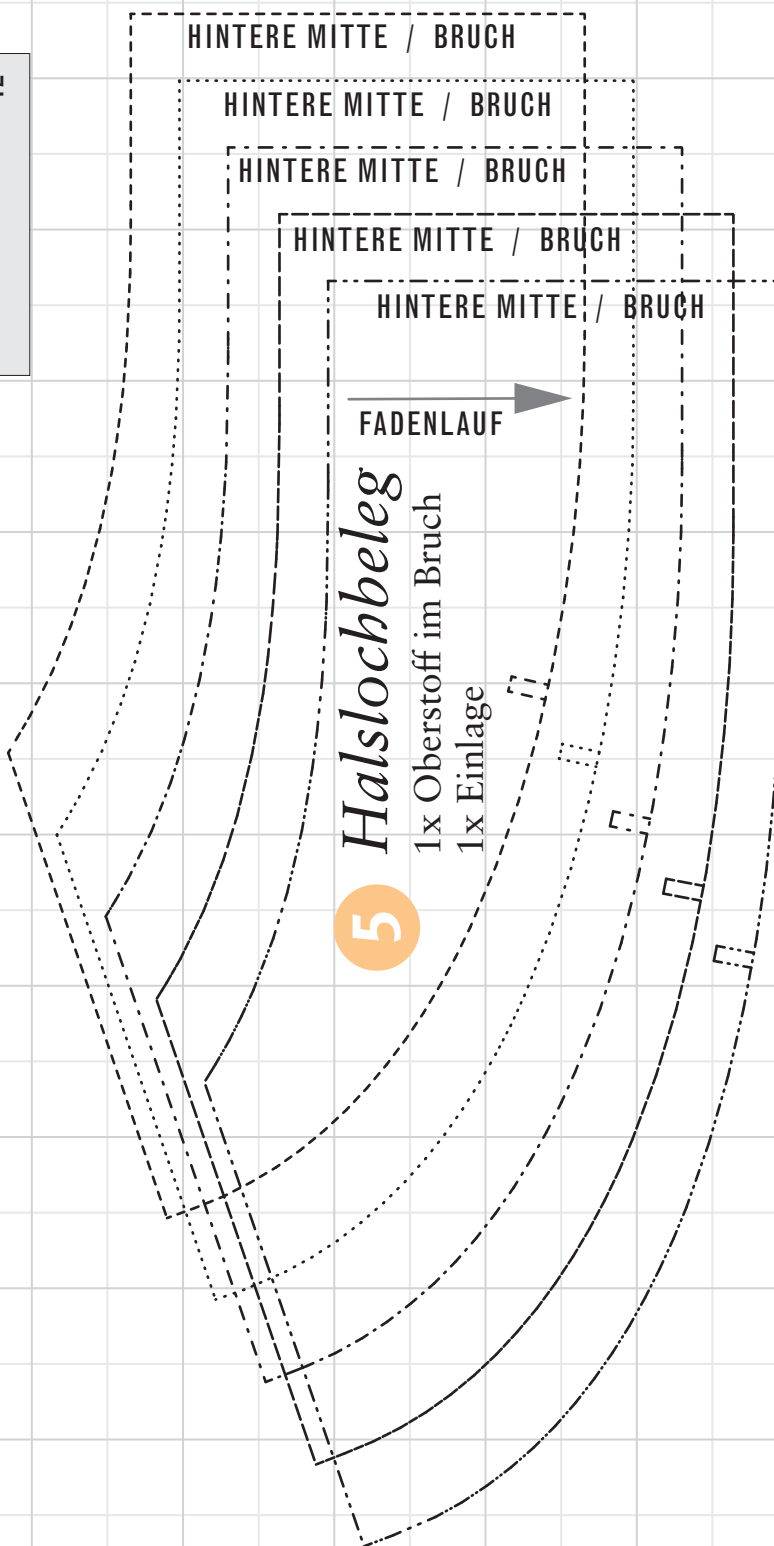 HINTERE MITTE / BRUCH
HINTERE MITTE / BRUCH
HINTERE MITTE / BRUCH
HINTERE MITTE / BRUCH
HINTERE MITTE / BRUCH
FADENLAUF
Halslochbeleg
1x Oberstoff im Bruch
1x Einlage
5